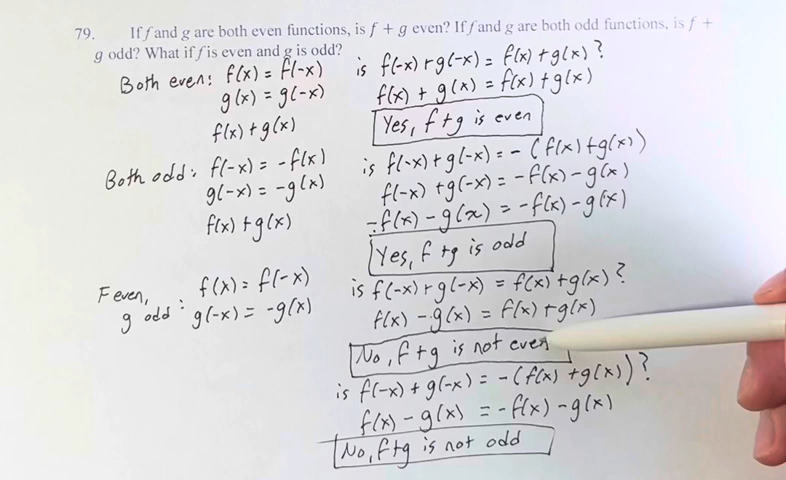 79. If f and g are both even functions, is f + g even? If f and g are both odd functions, is f +
g odd? What if f is even and g is odd?
Both even: f(x) = f(-x)
g(x) = g(-x)
f(x) + g(x)
is f(-x) + g(-x) = f(x) + g(x)?
f(x) + g(x) = f(x) + g(x)
Yes, f + g is even
Both odd: f(-x) = -f(x)
g(-x) = -g(x)
f(x) + g(x)
is f(-x) + g(-x) = -(f(x) + g(x))
f(-x) + g(-x) = -f(x) - g(x)
-f(x) - g(x) = -f(x) - g(x)
Yes, f + g is odd
F even, f(x) = f(-x)
g odd: g(-x) = -g(x)
is f(-x) + g(-x) = f(x) + g(x)?
f(x) - g(x) = f(x) + g(x)
No, f + g is not even
is f(-x) + g(-x) = -(f(x) + g(x))?
f(x) - g(x) = -f(x) - g(x)
No, f+g is not odd